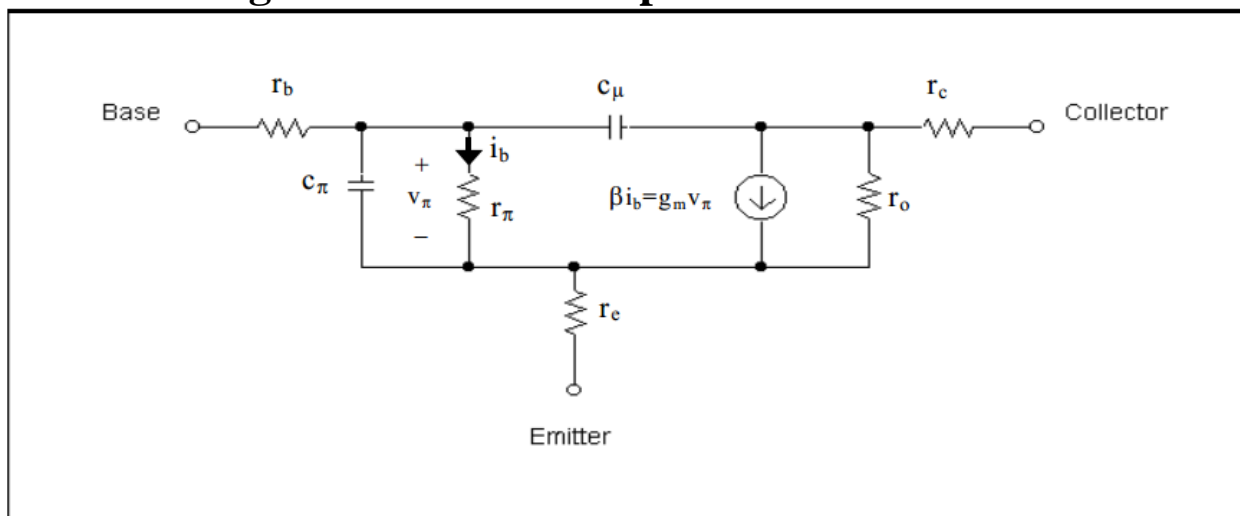 r_b
c_μ
r_c
Base
Collector
i_b
+
c_π
v_π
r_π
βi_b=g_mv_π
r_o
−
r_e
Emitter